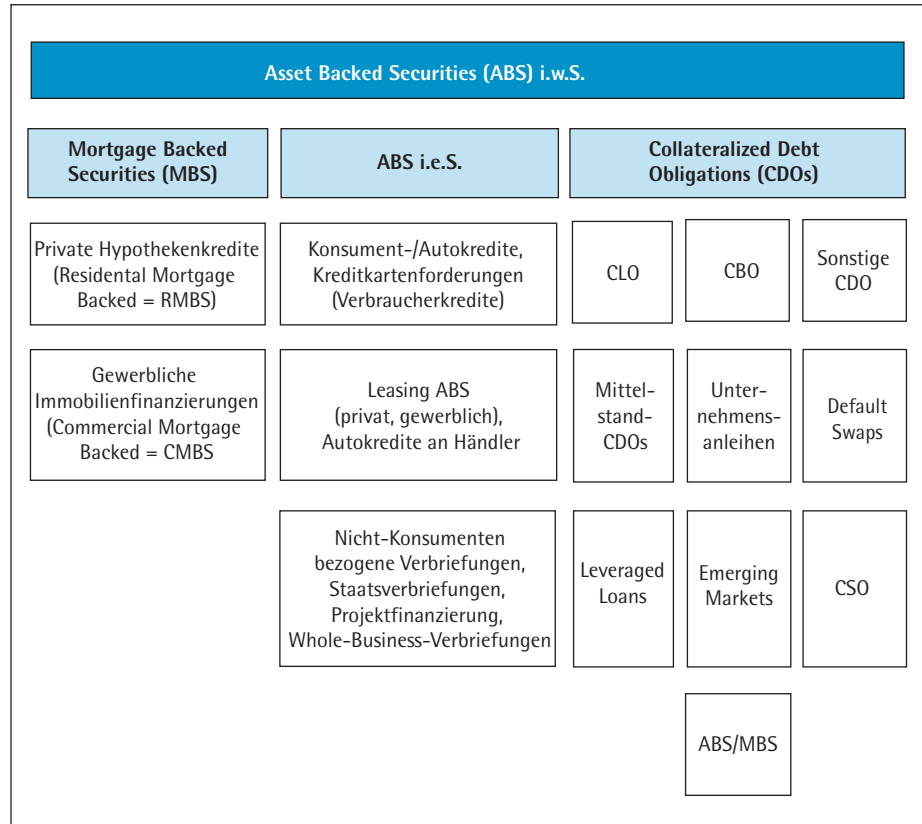 Asset Backed Securities (ABS) i.w.S.
Mortgage Backed
Securities (MBS)
ABS i.e.S.
Collateralized Debt
Obligations (CDOs)
Private Hypothekenkredite
(Residental Mortgage
Backed = RMBS)
Konsument-/Autokredite,
Kreditkartenforderungen
(Verbraucherkredite)
CLO
CBO
Sonstige
CDO
Gewerbliche
Immobilienfinanzierungen
(Commercial Mortgage
Backed = CMBS
Leasing ABS
(privat, gewerblich),
Autokredite an Händler
Mittel-
stand-
CDOs
Unter-
nehmens-
anleihen
Default
Swaps
Nicht-Konsumenten
bezogene Verbriefungen,
Staatsverbriefungen,
Projektfinanzierung,
Whole-Business-Verbriefungen
Leveraged
Loans
Emerging
Markets
CSO
ABS/MBS